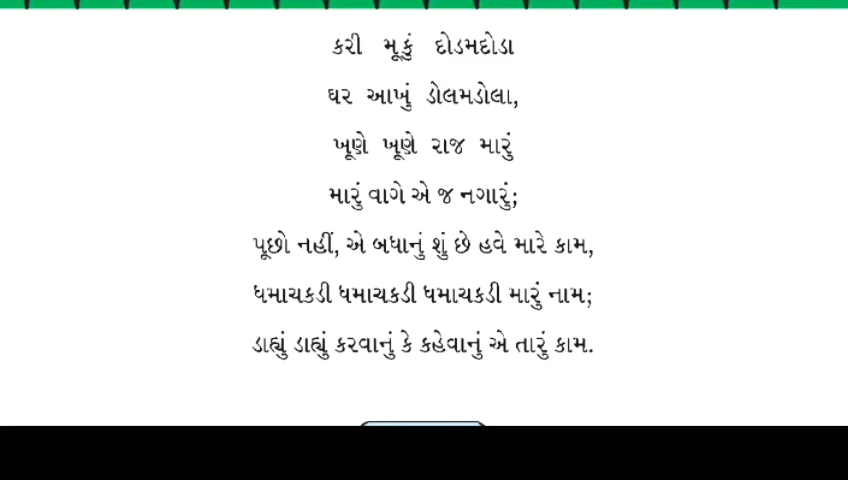 કરી મૂકું દોડમદોડા
ઘર આખું ડોલમડોલા,
ખૂણે ખૂણે રાજ મારું
મારું વાગે એ જ નગારું;
પૂછો નહીં, એ બધાનું શું છે હવે મારે કામ,
ધમાચકડી ધમાચકડી ધમાચકડી મારું નામ;
ડાહ્યું ડાહ્યું કરવાનું કે કહેવાનું એ તારું કામ.